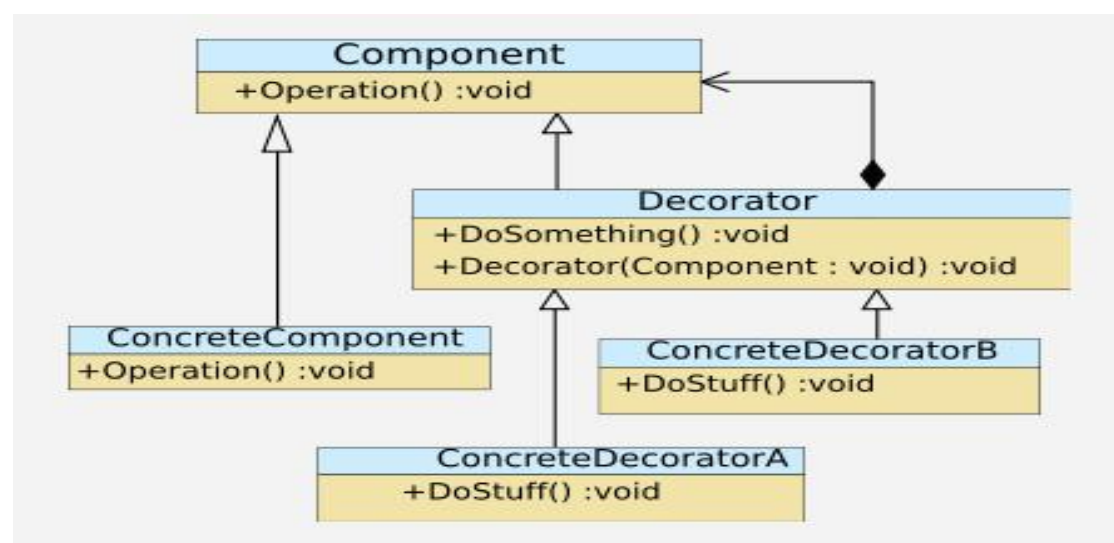 Component
+Operation() :void
Decorator
+DoSomething() :void
+Decorator(Component : void) :void
ConcreteComponent
+Operation() :void
ConcreteDecoratorB
+DoStuff() :void
ConcreteDecoratorA
+DoStuff() :void